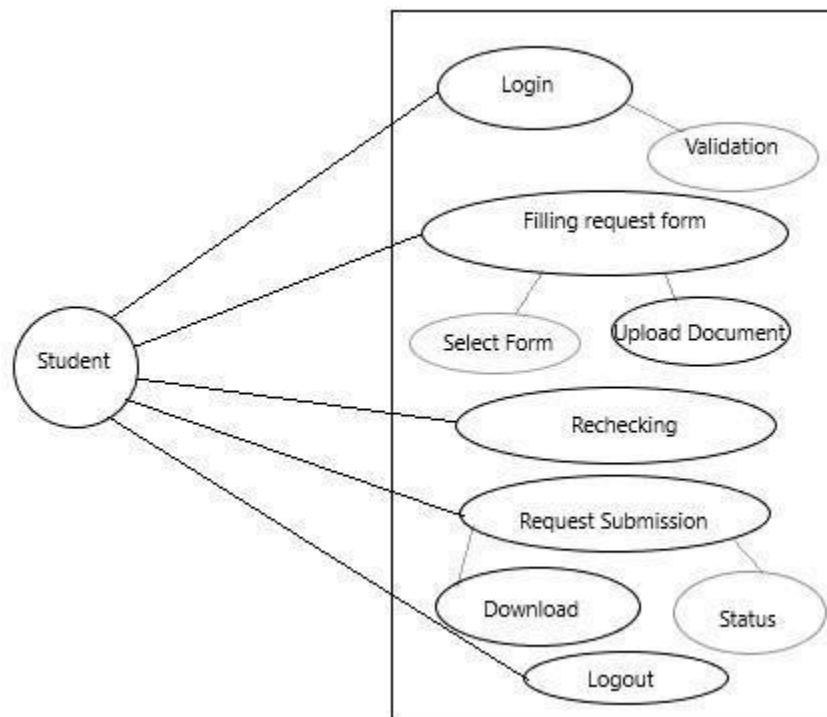 Login
Validation
Filling request form
Select Form
Upload Document
Student
Rechecking
Request Submission
Download
Status
Logout